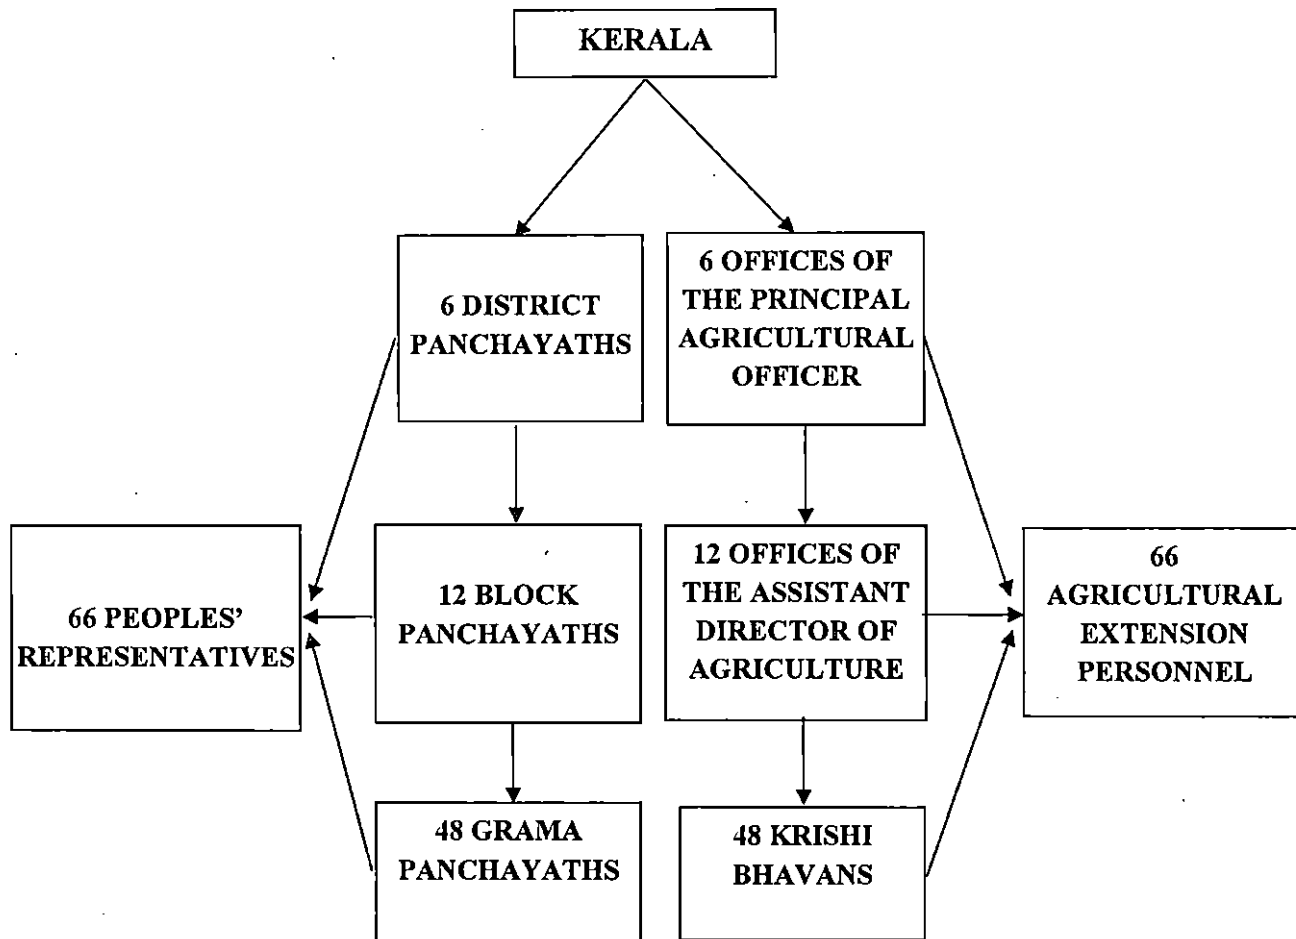 KERALA
6 DISTRICT
PANCHAYATHS
6 OFFICES OF
THE PRINCIPAL
AGRICULTURAL
OFFICER
66 PEOPLES’
REPRESENTATIVES
12 BLOCK
PANCHAYATHS
12 OFFICES OF
THE ASSISTANT
DIRECTOR OF
AGRICULTURE
66
AGRICULTURAL
EXTENSION
PERSONNEL
48 GRAMA
PANCHAYATHS
48 KRISHI
BHAVANS